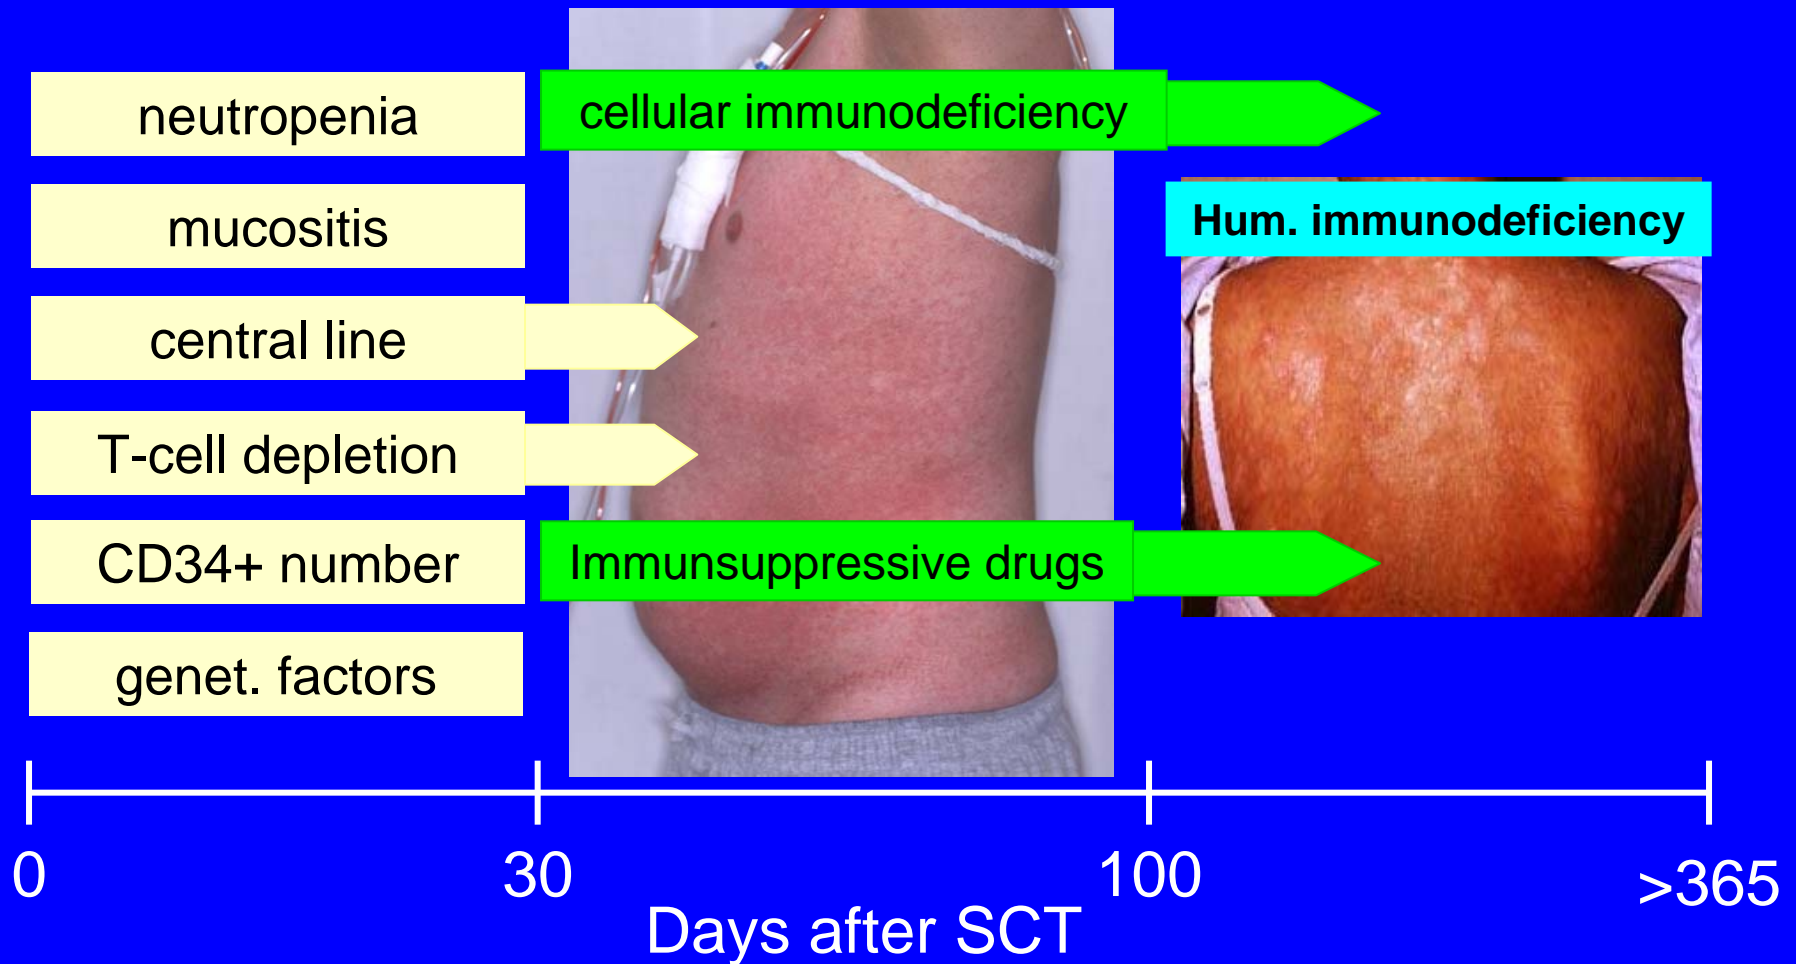 neutropenia
cellular immunodeficiency
mucositis
Hum. immunodeficiency
central line
T-cell depletion
CD34+ number
Immunsuppressive drugs
genet. factors
0
30
100
>365
Days after SCT